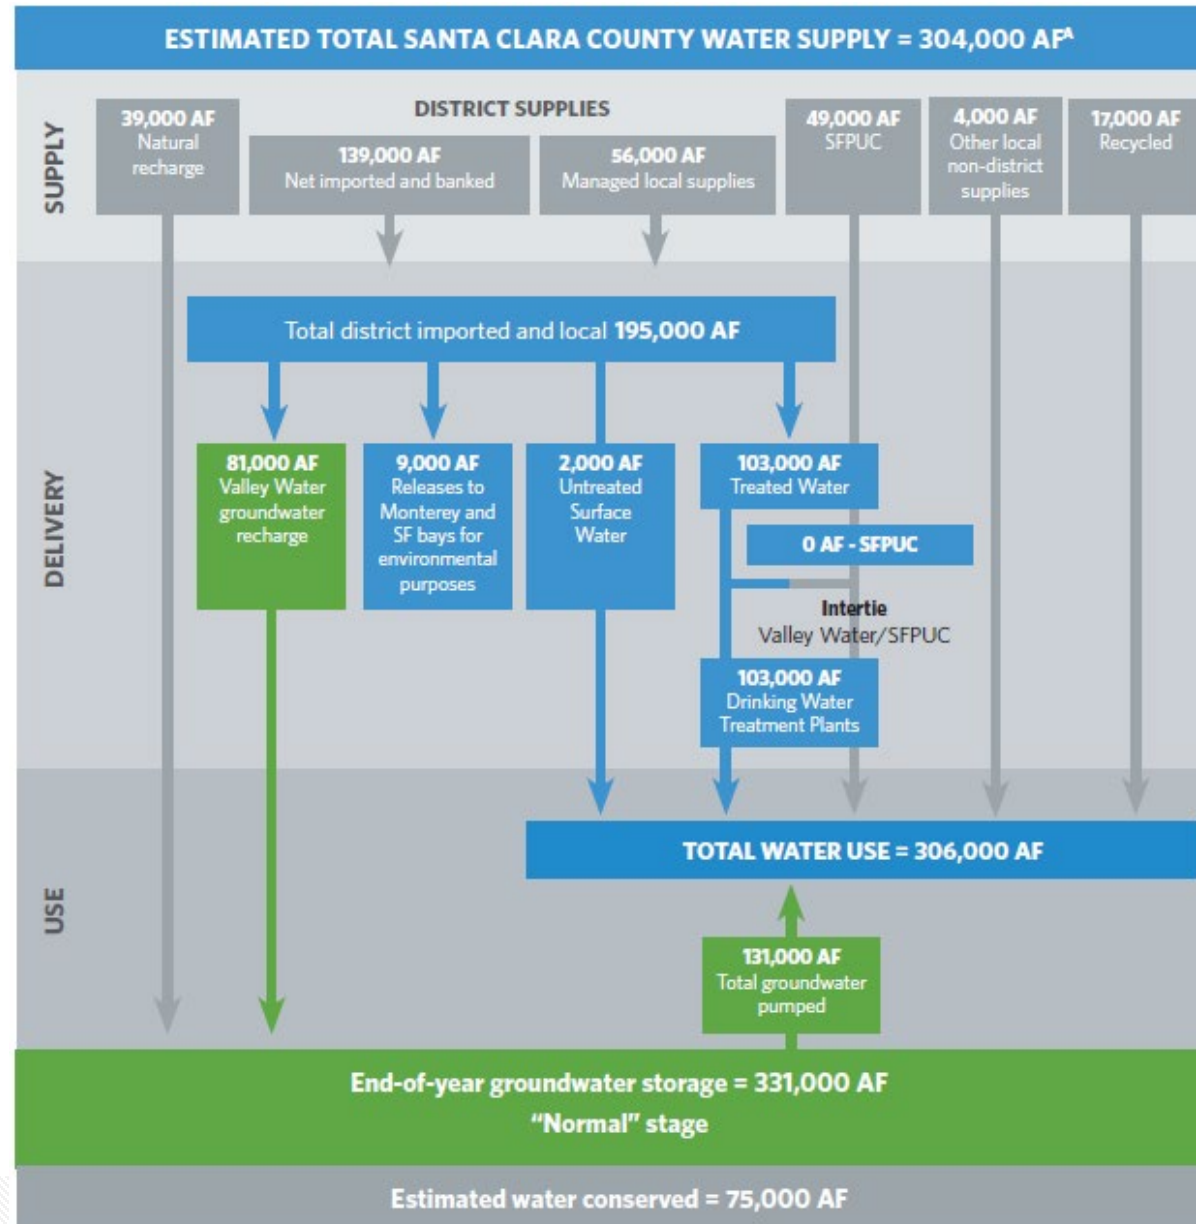 ESTIMATED TOTAL SANTA CLARA COUNTY WATER SUPPLY = 304,000 AFᴬ
SUPPLY
39,000 AF
Natural
recharge
DISTRICT SUPPLIES
139,000 AF
Net imported and banked
56,000 AF
Managed local supplies
49,000 AF
SFPUC
4,000 AF
Other local
non-district
supplies
17,000 AF
Recycled
DELIVERY
Total district imported and local 195,000 AF
81,000 AF
Valley Water
groundwater
recharge
9,000 AF
Releases to
Monterey and
SF bays for
environmental
purposes
2,000 AF
Untreated
Surface
Water
103,000 AF
Treated Water
0 AF - SFPUC
Intertie
Valley Water/SFPUC
103,000 AF
Drinking Water
Treatment Plants
USE
TOTAL WATER USE = 306,000 AF
131,000 AF
Total groundwater
pumped
End-of-year groundwater storage = 331,000 AF
“Normal” stage
Estimated water conserved = 75,000 AF